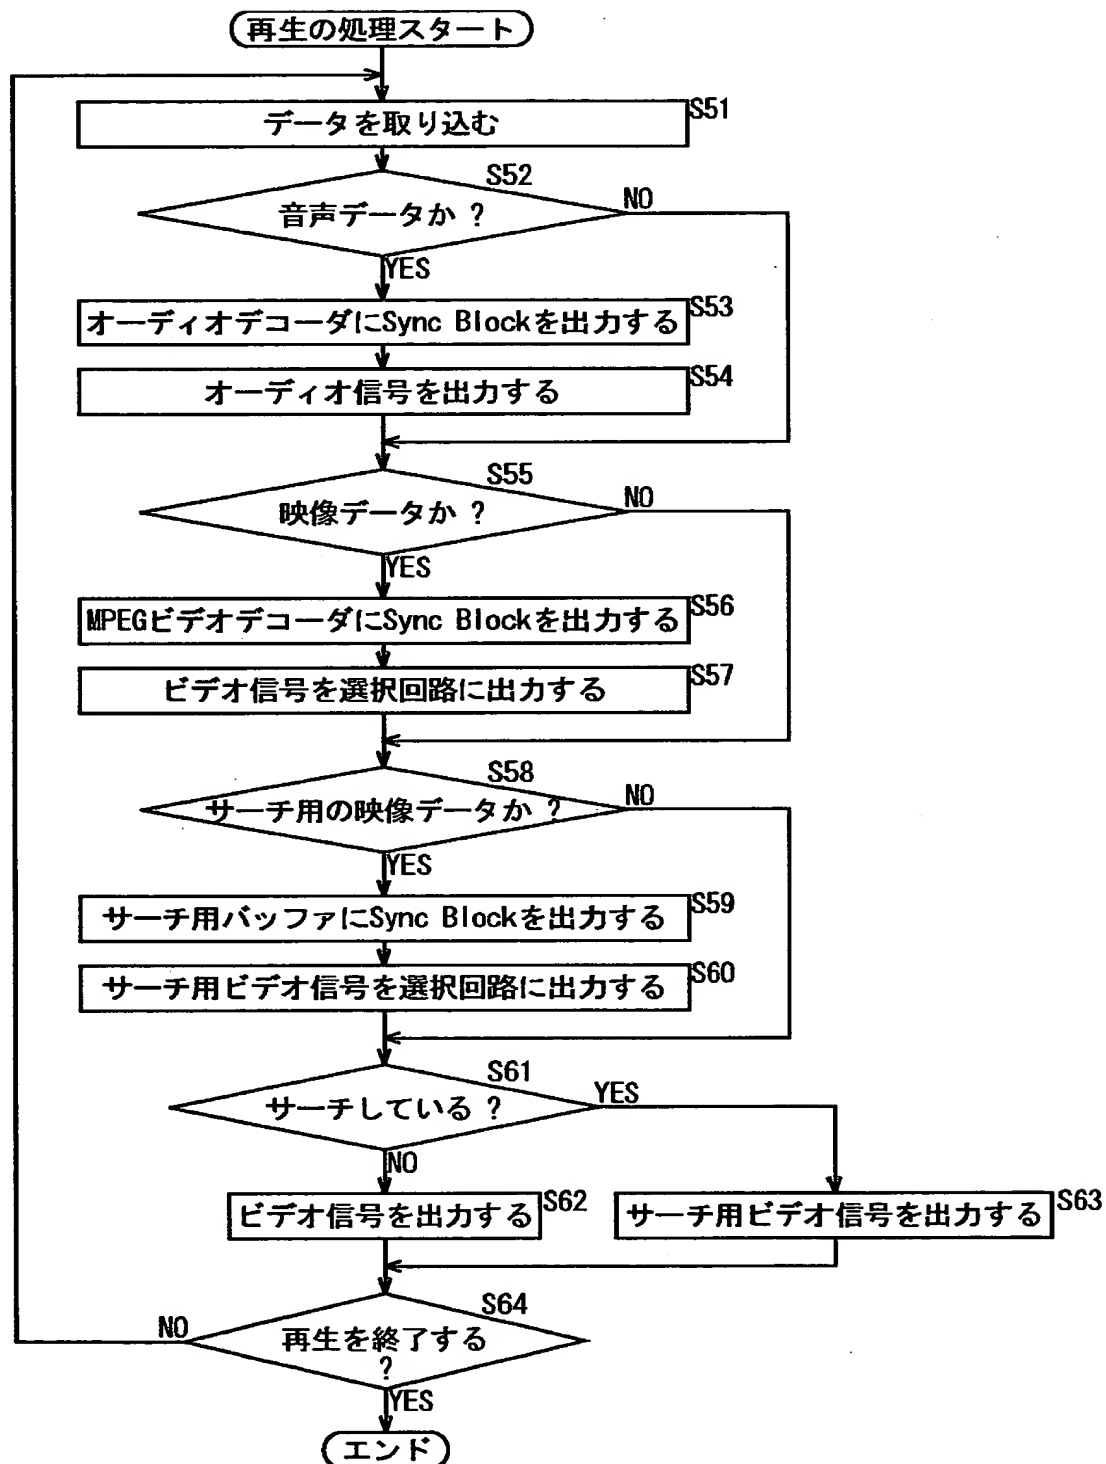 再生の処理スタート
S51
データを取り込む
S52
音声データか ?
NO
YES
S53
オーディオデコーダにSync Blockを出力する
S54
オーディオ信号を出力する
S55
映像データか ?
NO
YES
S56
MPEGビデオデコーダにSync Blockを出力する
S57
ビデオ信号を選択回路に出力する
S58
サーチ用の映像データか ?
NO
YES
S59
サーチ用バッファにSync Blockを出力する
S60
サーチ用ビデオ信号を選択回路に出力する
S61
サーチしている ?
YES
NO
S62
ビデオ信号を出力する
S63
サーチ用ビデオ信号を出力する
S64
NO
再生を終了する
?
YES
エンド